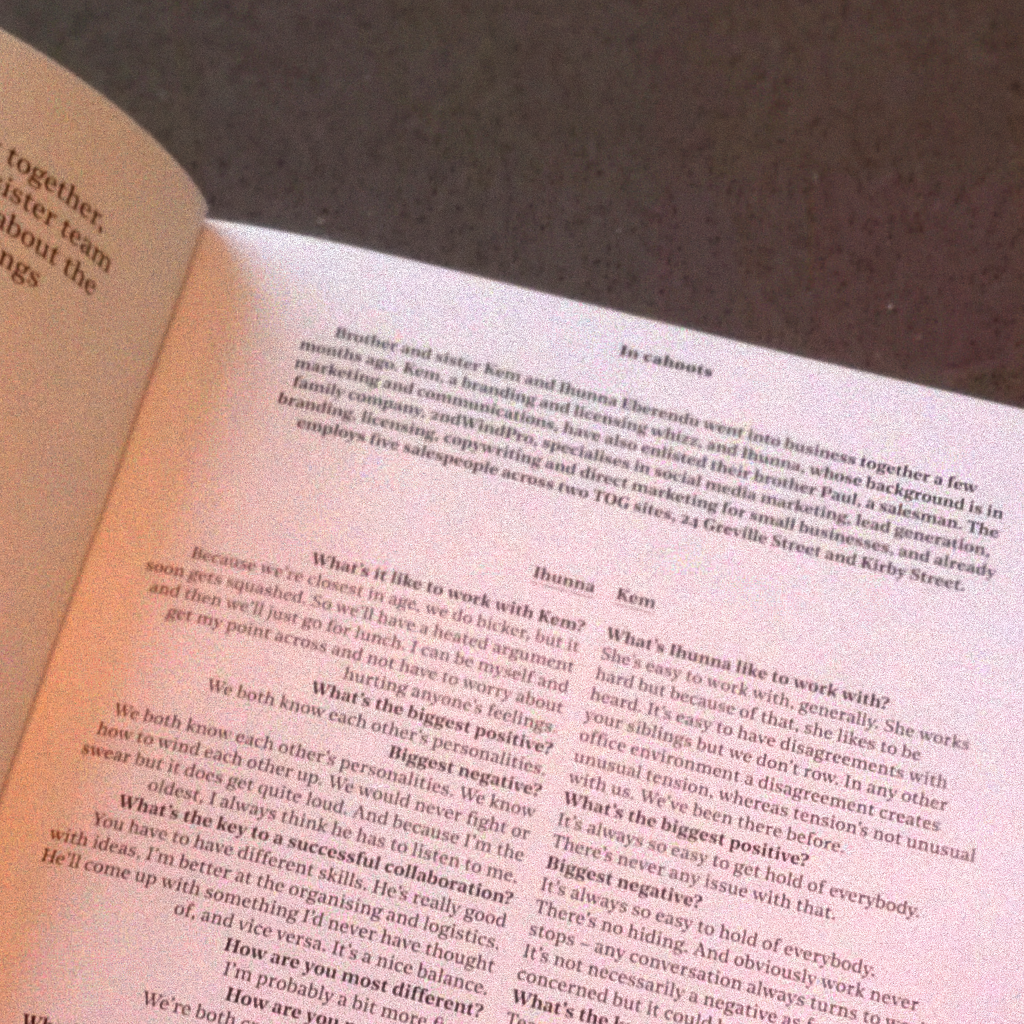 together,
sister team
about the
ngs
In cahoots
Brother and sister Kem and Ihunna Eberendu went into business together a few
months ago. Kem, a branding and licensing whizz, and Ihunna, whose background is in
marketing and communications, have also enlisted their brother Paul, a salesman. The
family company, 2ndWindPro, specialises in social media marketing, lead generation,
branding, licensing, copywriting and direct marketing for small businesses, and already
employs five salespeople across two TOG sites, 24 Greville Street and Kirby Street.
Ihunna
What's it like to work with Kem?
Because we're closest in age, we do bicker, but it
soon gets squashed. So we'll have a heated argument
and then we'll just go for lunch. I can be myself and
get my point across and not have to worry about
hurting anyone's feelings
What's the biggest positive?
We both know each other's personalities.
Biggest negative?
We both know each other's personalities. We know
how to wind each other up. We would never fight or
swear but it does get quite loud. And because I'm the
oldest, I always think he has to listen to me.
What's the key to a successful collaboration?
You have to have different skills. He's really good
with ideas, I'm better at the organising and logistics.
He'll come up with something I'd never have thought
of, and vice versa. It's a nice balance.
How are you most different?
I'm probably a bit more
How are you
We're both
Kem
What's Ihunna like to work with?
She's easy to work with, generally. She works
hard but because of that, she likes to be
heard. It's easy to have disagreements with
your siblings but we don't row. In any other
office environment a disagreement creates
unusual tension, whereas tension's not unusual
with us. We've been there before.
What's the biggest positive?
It's always so easy to get hold of everybody.
There's never any issue with that.
Biggest negative?
It's always so easy to hold of everybody.
There's no hiding. And obviously work never
stops – any conversation always turns to
It's not necessarily a negative as
concerned but it could
What's the